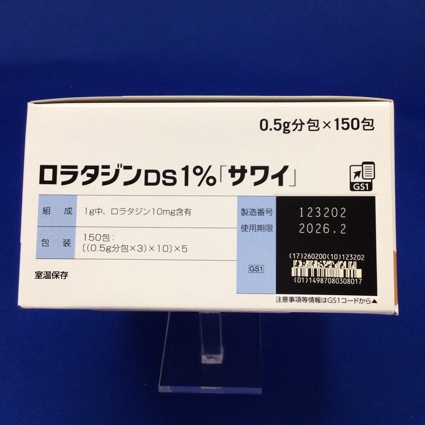 0.5g分包×150包
ロラタジンDS1%「サワイ」
GS1
組成 1g中、ロラタジン10mg含有
包装 150包:
[(0.5g分包×3)×10]×5
製造番号 123202
使用期限 2026.2
GS1
(17)260200(10)123202
(01)14987080308017
室温保存
注意事項等情報はGS1コードから▲